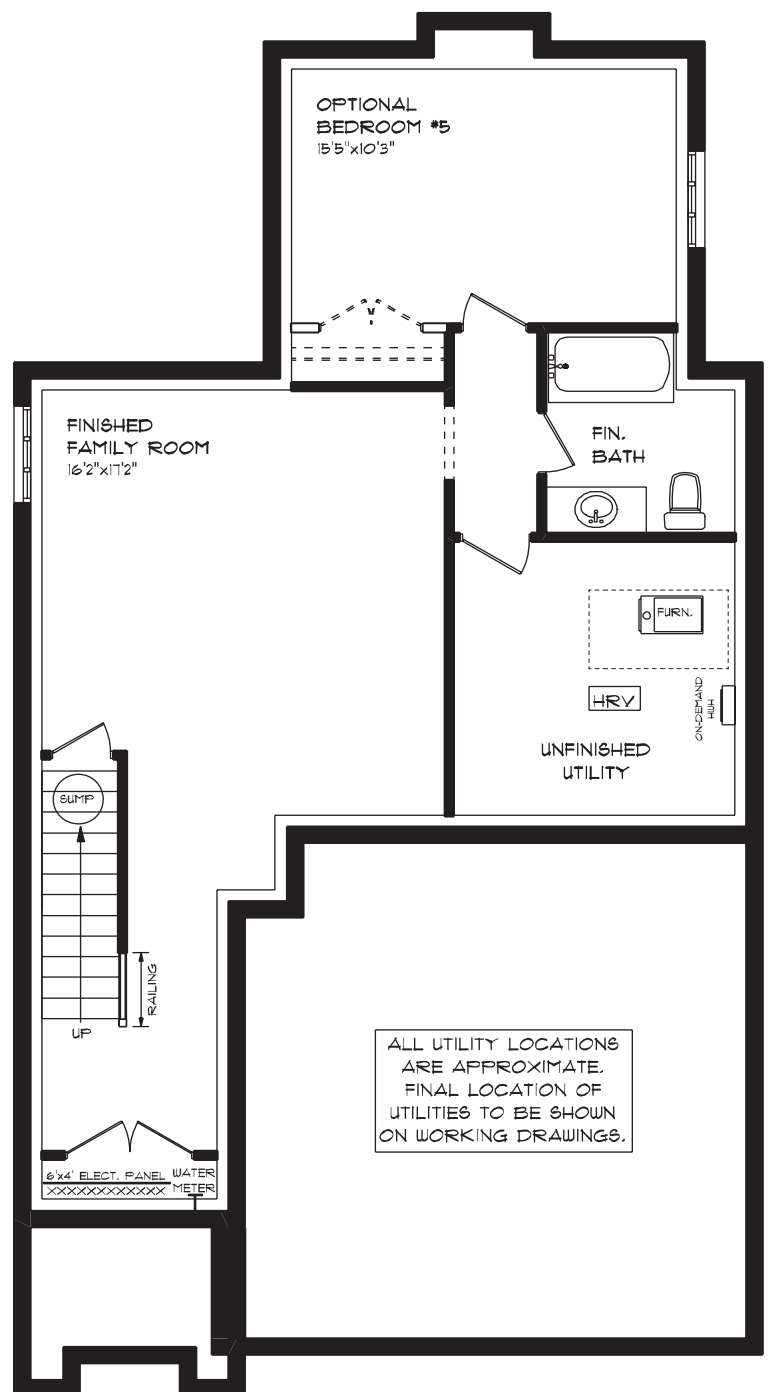 OPTIONAL
BEDROOM #5
15'5"x10'3"
FINISHED
FAMILY ROOM
16'2"x17'2"
FIN.
BATH
FURN.
HRV
ON-DEMAND
HWH
UNFINISHED
UTILITY
SUMP
RAILING
UP
ALL UTILITY LOCATIONS
ARE APPROXIMATE.
FINAL LOCATION OF
UTILITIES TO BE SHOWN
ON WORKING DRAWINGS.
6'x4' ELECT. PANEL
XXXXXXXXXXXXX
WATER
METER